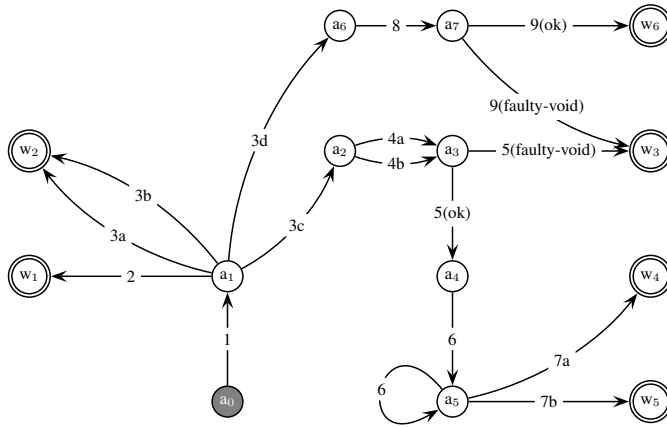 a₆ 8 a₇ 9(ok) w₆
9(faulty-void)
3d
w₂ a₂ 4a a₃ 5(faulty-void) w₃
4b
3b
3a 3c 5(ok)
w₁ 2 a₁ a₄ w₄
1 6
7a
6
a₀ a₅ 7b w₅